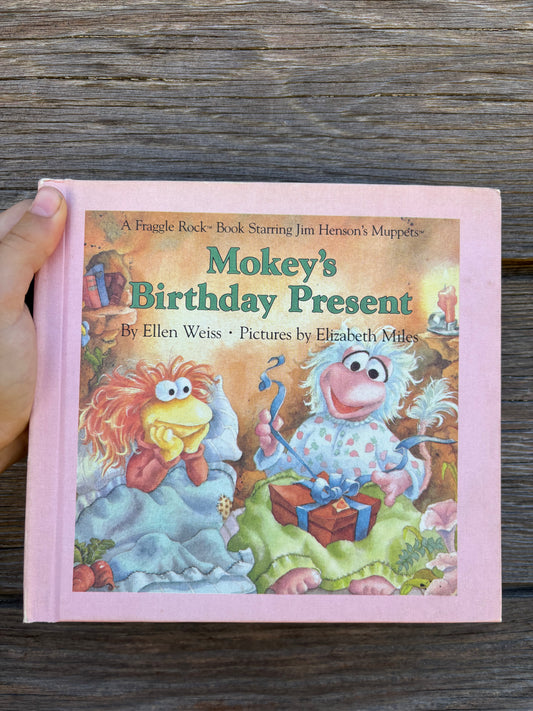 A Fraggle Rock™ Book Starring Jim Henson's Muppets™
Mokey's
Birthday Present
By Ellen Weiss • Pictures by Elizabeth Miles